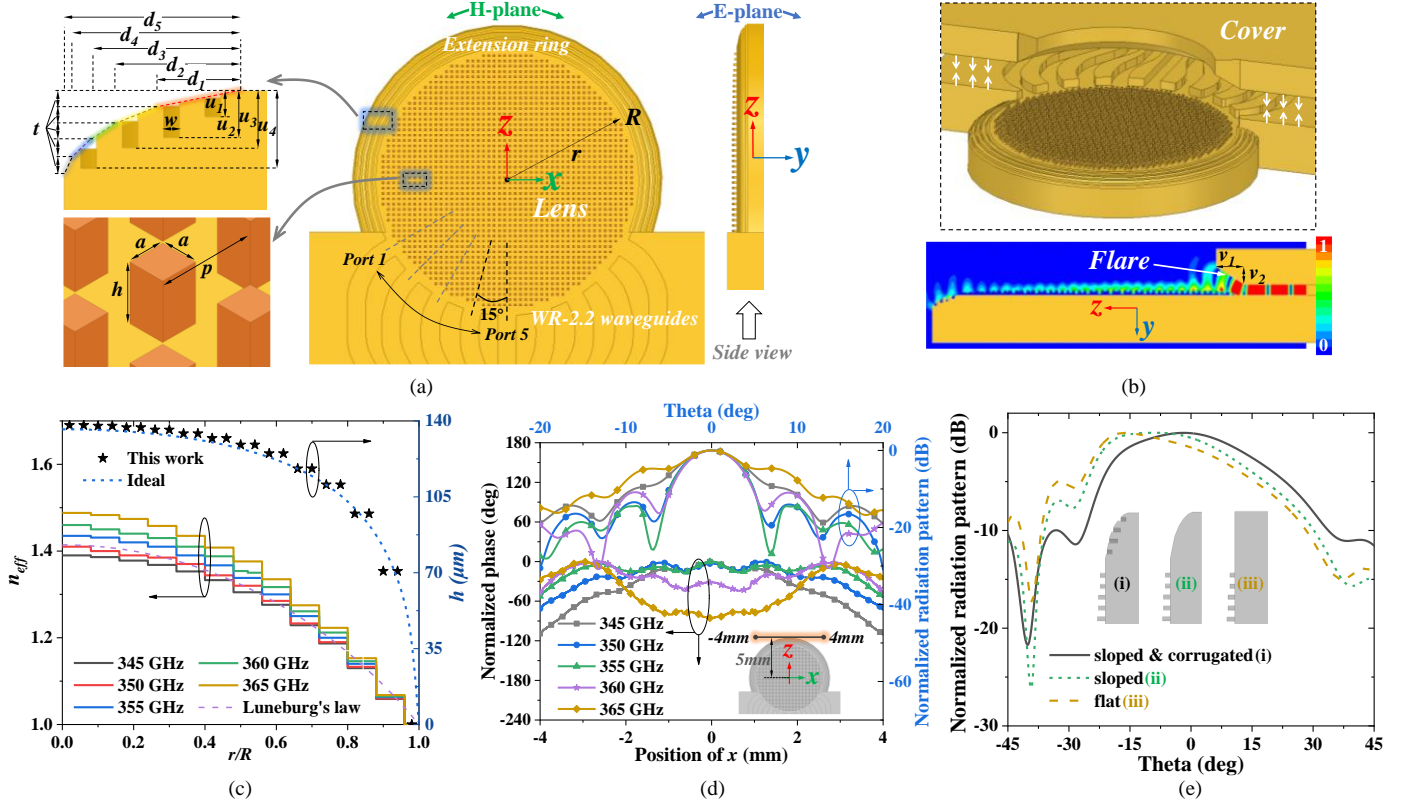 d5
d4
d3
d2
d1
t
w
u1
u2
u3
u4
a
a
p
h
H-plane
Extension ring
R
r
z
x
Lens
Port 1
15°
Port 5
WR-2.2 waveguides
E-plane
z
y
Side view
(a)
Cover
Flare
v1
v2
z
y
1
0
(b)
140
105
70
35
0
h (μm)
1.6
1.4
1.2
1.0
neff
This work
Ideal
345 GHz
350 GHz
355 GHz
360 GHz
365 GHz
Luneburg's law
0.0 0.2 0.4 0.6 0.8 1.0
r/R
(c)
Theta (deg)
-20 -10 0 10 20
180
120
60
0
-60
-120
-180
-240
Normalized phase (deg)
0
-20
-40
-60
Normalized radiation pattern (dB)
345 GHz
350 GHz
355 GHz
360 GHz
365 GHz
-4mm
4mm
5mm
z
x
-4 -2 0 2 4
Position of x (mm)
(d)
Normalized radiation pattern (dB)
0
-10
-20
-30
(i)
(ii)
(iii)
sloped & corrugated (i)
sloped (ii)
flat (iii)
-45 -30 -15 0 15 30 45
Theta (deg)
(e)